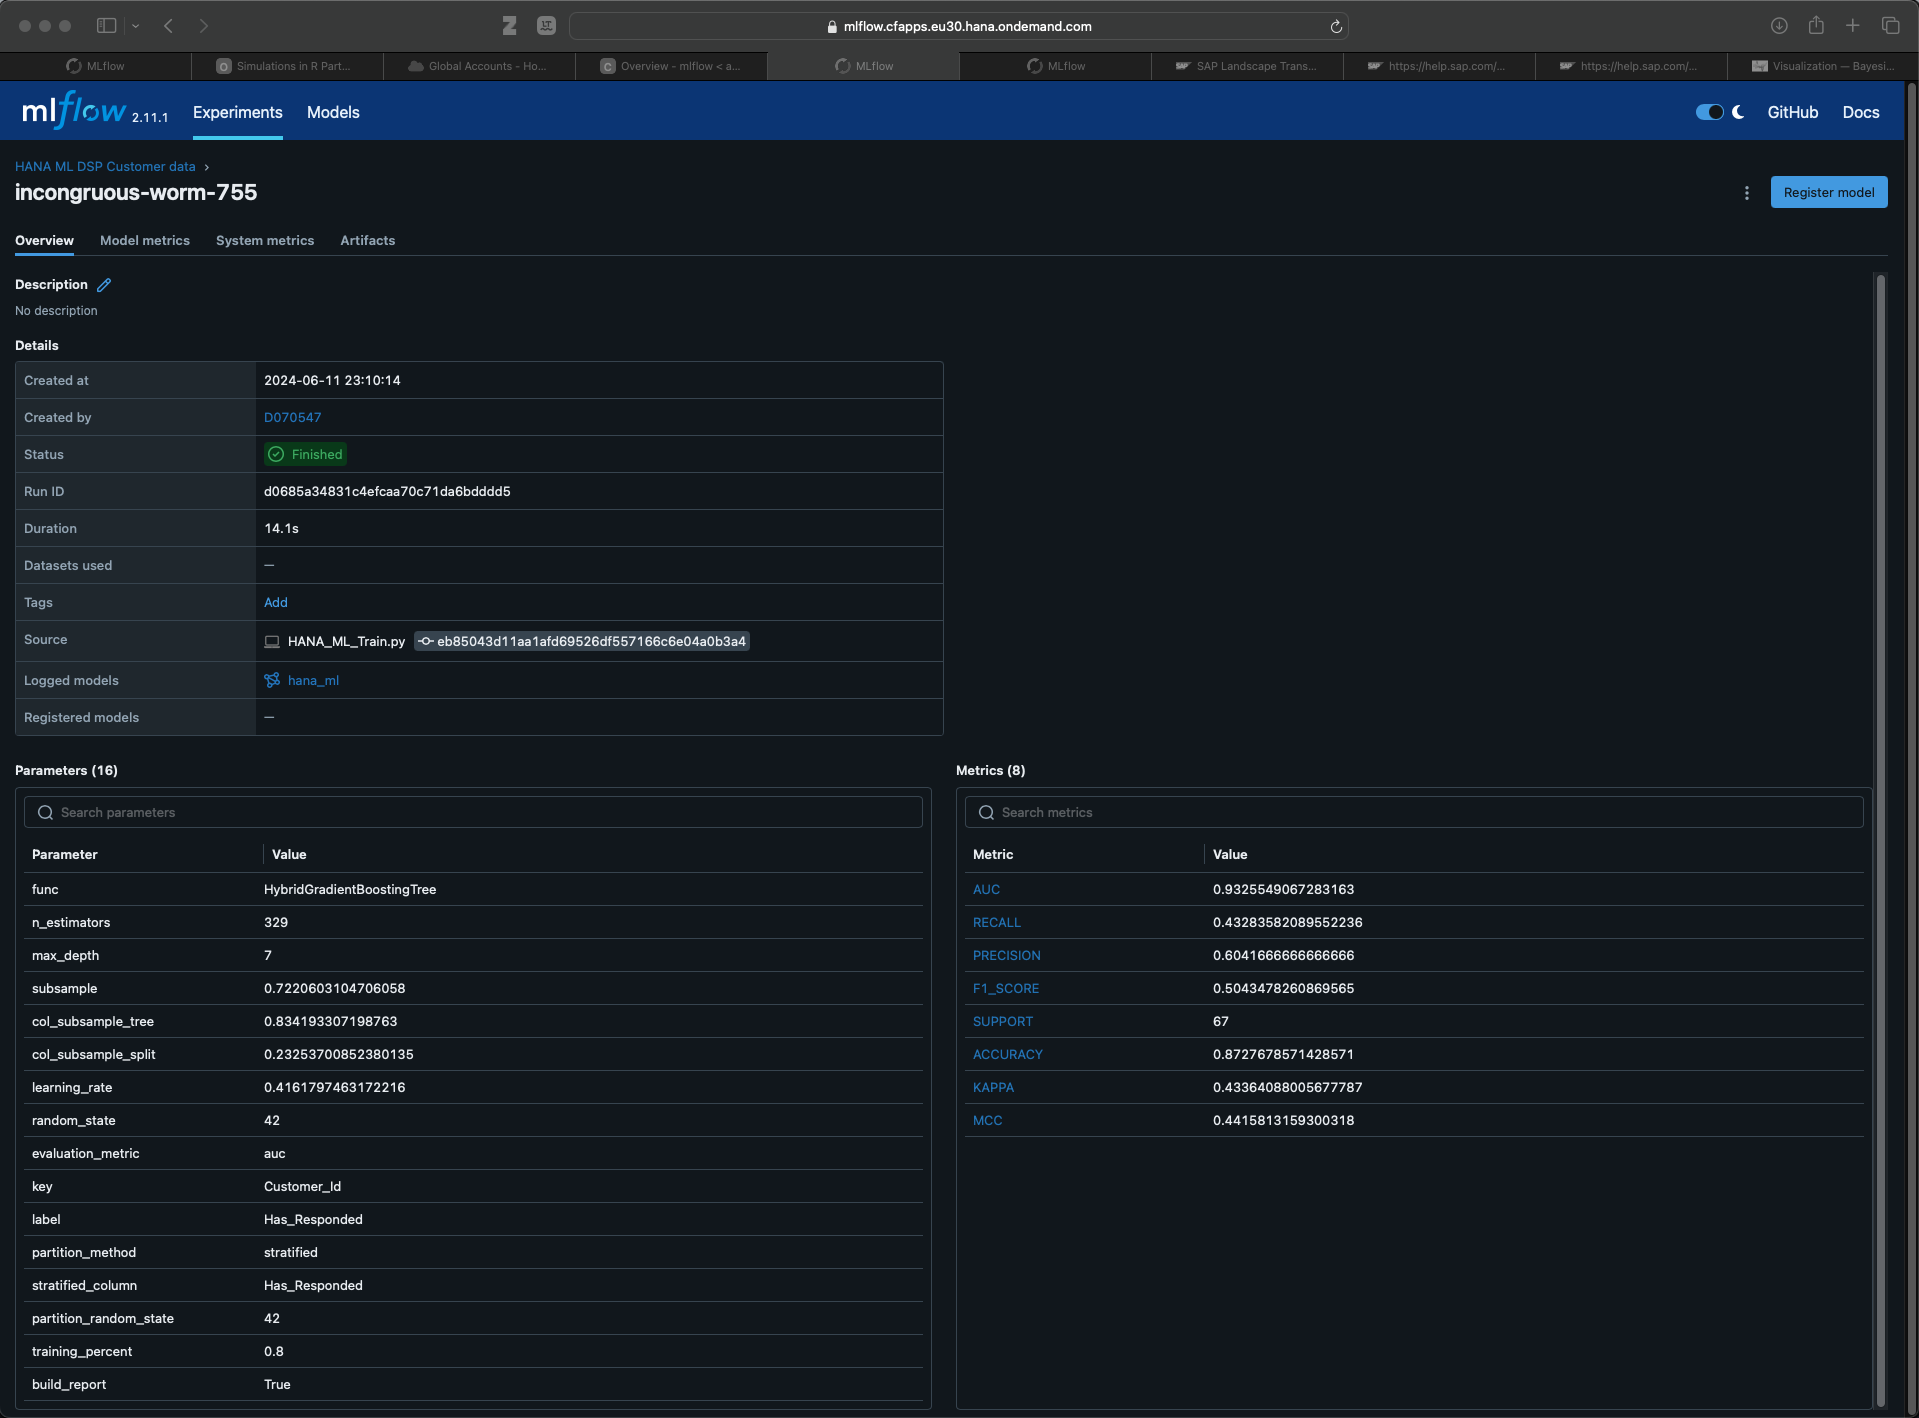 mlflow.cfapps.eu30.hana.ondemand.com
MLflow
Simulations in R Part...
Global Accounts - Ho...
Overview - mlflow < a...
MLflow
MLflow
SAP Landscape Trans...
https://help.sap.com/...
https://help.sap.com/...
Visualization — Bayesi...
mlflow 2.11.1 Experiments Models GitHub Docs
HANA ML DSP Customer data ›
incongruous-worm-755
Register model
Overview Model metrics System metrics Artifacts
Description
No description
Details
Created at 2024-06-11 23:10:14
Created by D070547
Status Finished
Run ID d0685a34831c4efcaa70c71da6bdddd5
Duration 14.1s
Datasets used —
Tags Add
Source HANA_ML_Train.py eb85043d11aa1afd69526df557166c6e04a0b3a4
Logged models hana_ml
Registered models —
Parameters (16)
Search parameters
Parameter Value
func HybridGradientBoostingTree
n_estimators 329
max_depth 7
subsample 0.7220603104706058
col_subsample_tree 0.834193307198763
col_subsample_split 0.23253700852380135
learning_rate 0.4161797463172216
random_state 42
evaluation_metric auc
key Customer_Id
label Has_Responded
partition_method stratified
stratified_column Has_Responded
partition_random_state 42
training_percent 0.8
build_report True
Metrics (8)
Search metrics
Metric Value
AUC 0.9325549067283163
RECALL 0.43283582089552236
PRECISION 0.6041666666666666
F1_SCORE 0.5043478260869565
SUPPORT 67
ACCURACY 0.8727678571428571
KAPPA 0.43364088005677787
MCC 0.4415813159300318